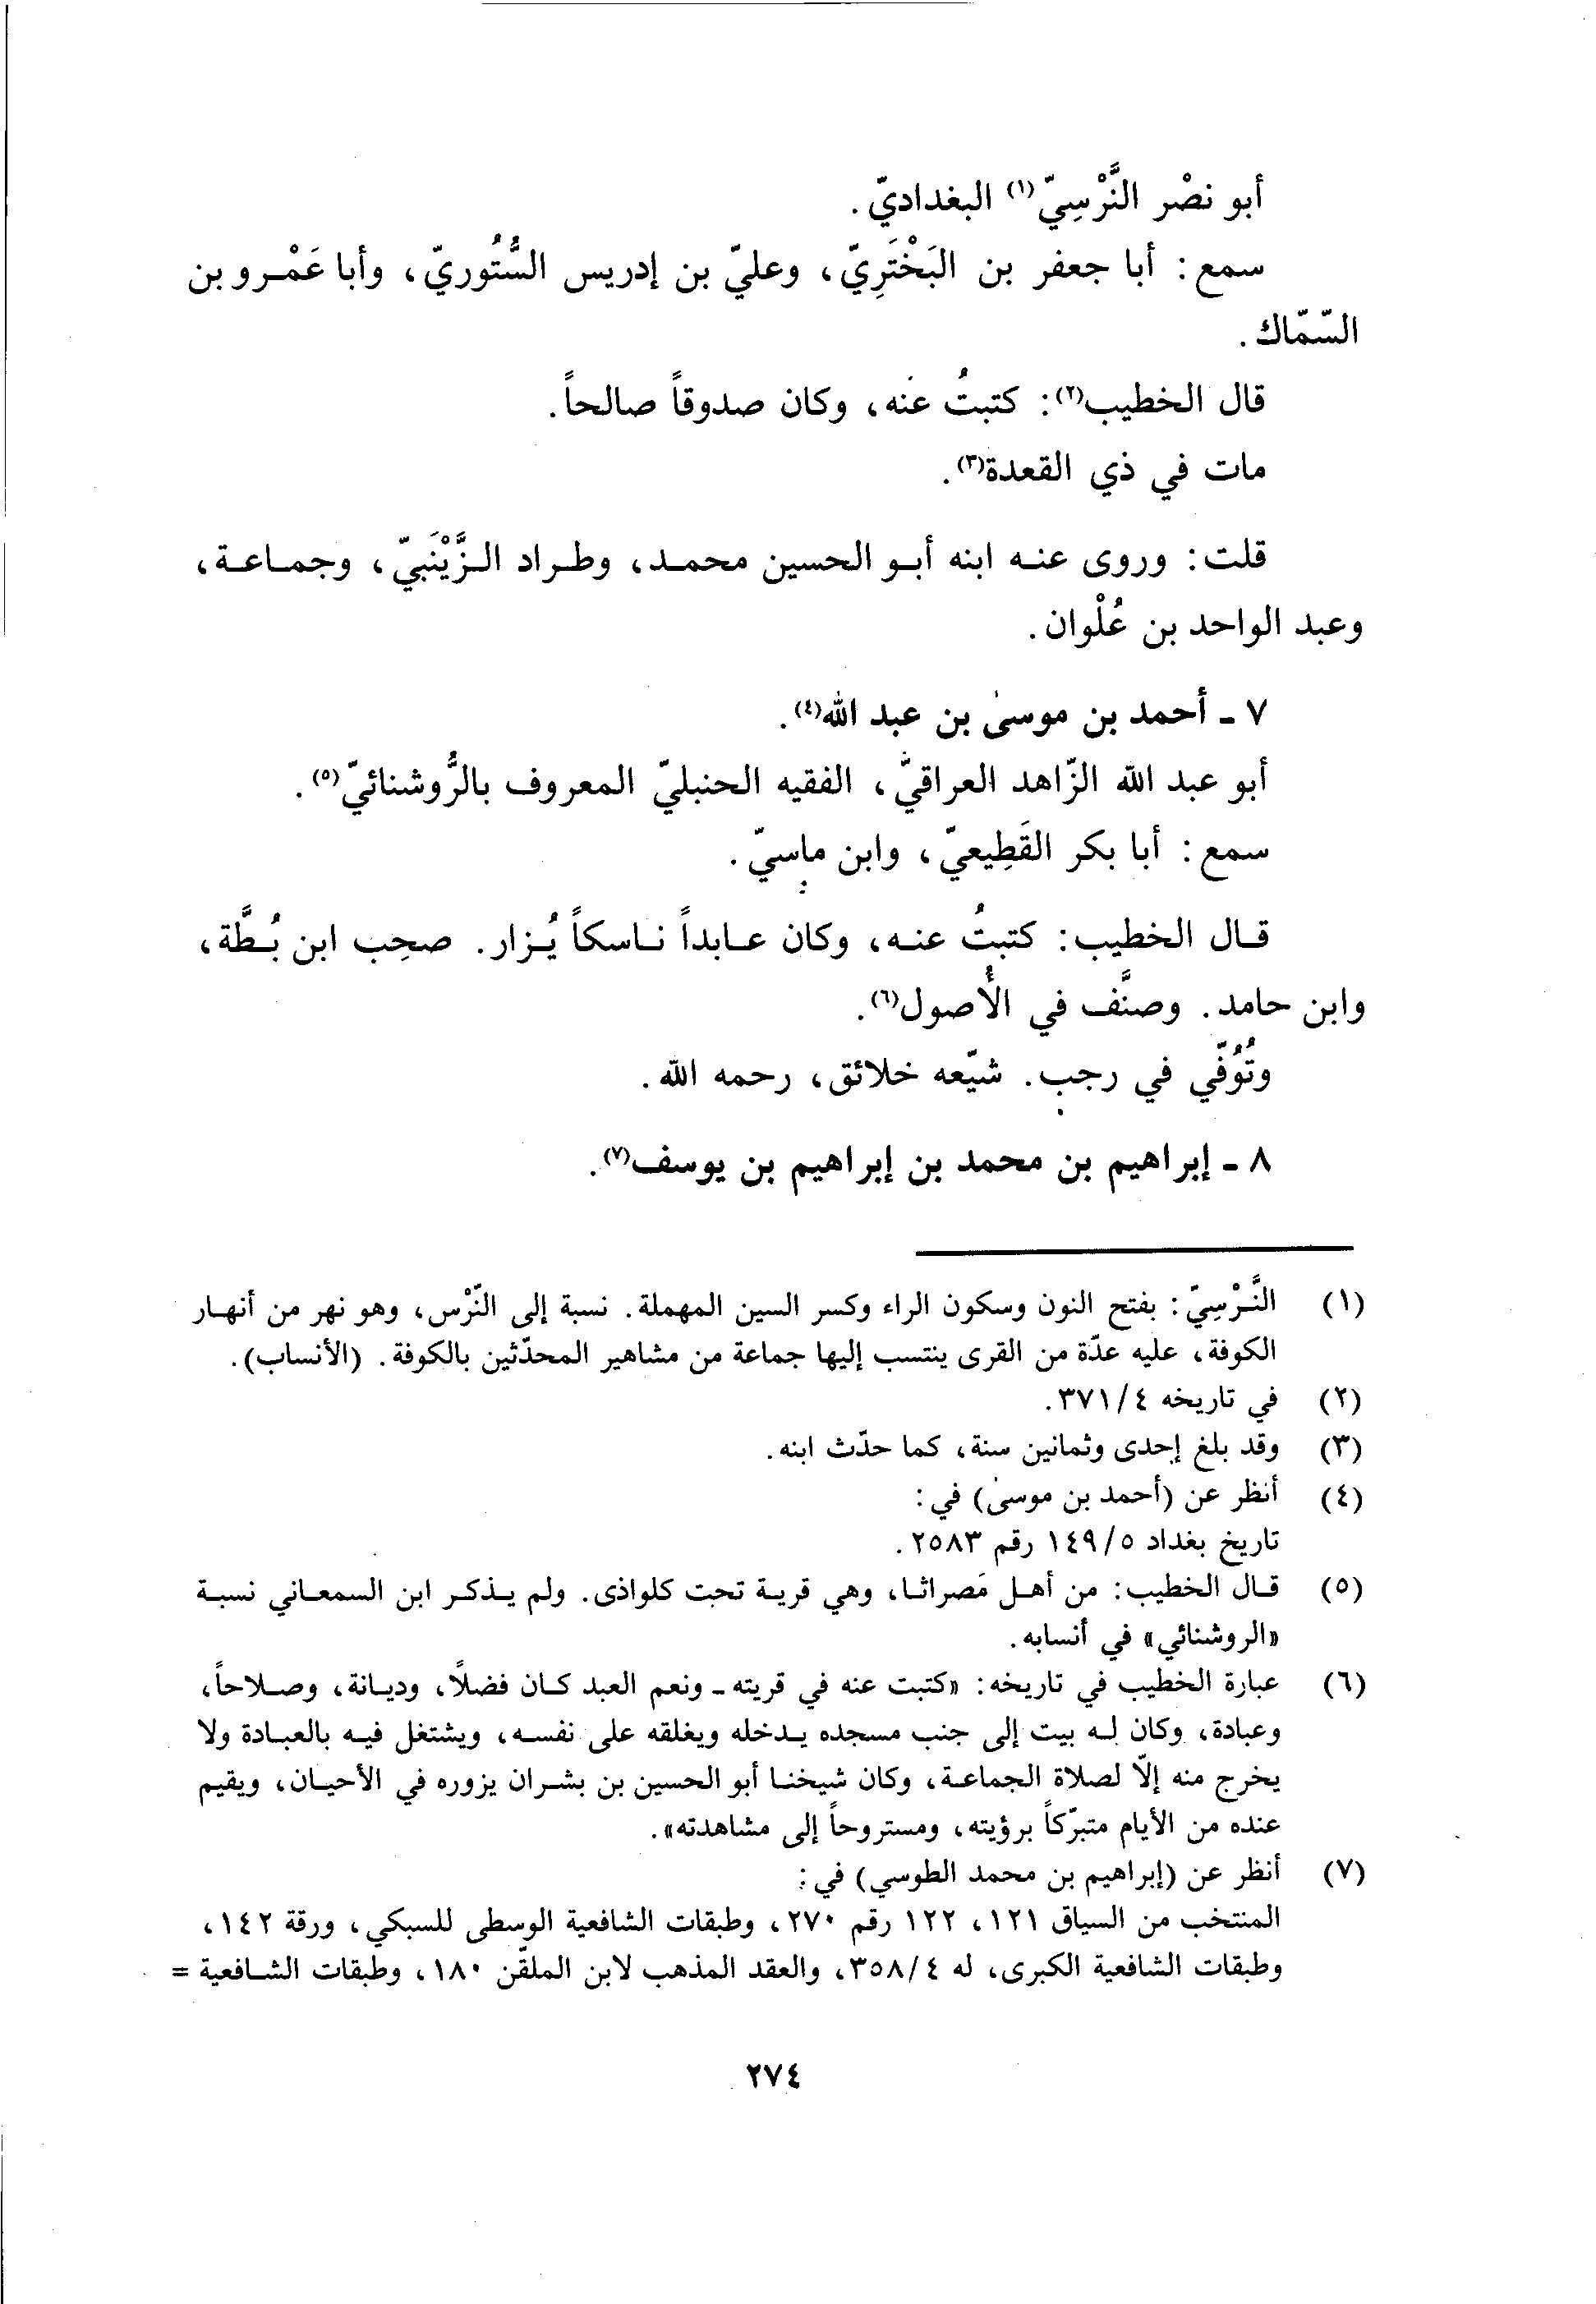 أبو نصْر النَّرْسِيّ(١) البغداديّ.
سمع: أبا جعفر بن البَخْتَرِيّ، وعليّ بن إدريس السُّتُوريّ، وأبا عَمْرو بن
السّمّاك.
قال الخطيب(٢): كتبتُ عنه، وكان صدوقاً صالحاً.
مات في ذي القعدة(٣).
قلت: وروى عنه ابنه أبو الحسين محمد، وطراد الزَّيْنَبيّ، وجماعة،
وعبد الواحد بن عُلْوان.
٧ - أحمد بن موسىٰ بن عبد الله(٤).
أبو عبد الله الزّاهد العراقيّ، الفقيه الحنبليّ المعروف بالرُّوشنائيّ(٥).
سمع: أبا بكر القَطِيعيّ، وابن ماسيّ.
قال الخطيب: كتبتُ عنه، وكان عابداً ناسكاً يُزار. صحِب ابن بُطَّة،
وابن حامد. وصنَّف في الأُصول(٦).
وتُوُفّي في رجب. شيّعه خلائق، رحمه الله.
٨ - إبراهيم بن محمد بن إبراهيم بن يوسف(٧).
(١) النَّرْسِيّ: بفتح النون وسكون الراء وكسر السين المهملة. نسبة إلى النّرْس، وهو نهر من أنهار
الكوفة، عليه عدّة من القرى ينتسب إليها جماعة من مشاهير المحدّثين بالكوفة. (الأنساب).
(٢) في تاريخه ٤/٣٧١.
(٣) وقد بلغ إحدى وثمانين سنة، كما حدّث ابنه.
(٤) أنظر عن (أحمد بن موسىٰ) في:
تاريخ بغداد ٥/١٤٩ رقم ٢٥٨٣.
(٥) قال الخطيب: من أهل مَصراثا، وهي قرية تحت كلواذى. ولم يذكر ابن السمعاني نسبة
«الروشنائي» في أنسابه.
(٦) عبارة الخطيب في تاريخه: «كتبت عنه في قريته - ونعم العبد كان فضلاً، وديانة، وصلاحاً،
وعبادة، وكان له بيت إلى جنب مسجده يدخله ويغلقه على نفسه، ويشتغل فيه بالعبادة ولا
يخرج منه إلّا لصلاة الجماعة، وكان شيخنا أبو الحسين بن بشران يزوره في الأحيان، ويقيم
عنده من الأيام متبرّكاً برؤيته، ومستروحاً إلى مشاهدته».
(٧) أنظر عن (إبراهيم بن محمد الطوسي) في:
المنتخب من السياق ١٢١، ١٢٢ رقم ٢٧٠، وطبقات الشافعية الوسطى للسبكي، ورقة ١٤٢،
وطبقات الشافعية الكبرى، له ٤/٣٥٨، والعقد المذهب لابن الملقّن ١٨٠، وطبقات الشافعية =
٢٧٤